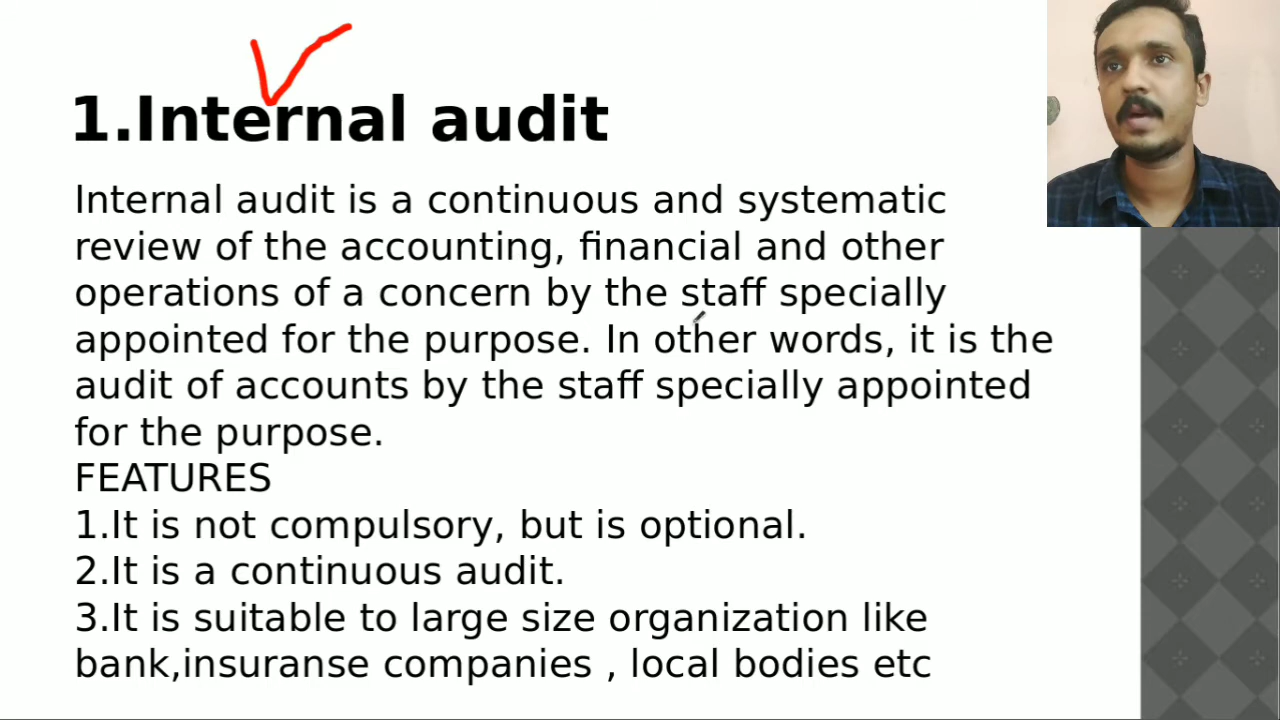 1.Internal audit
Internal audit is a continuous and systematic
review of the accounting, financial and other
operations of a concern by the staff specially
appointed for the purpose. In other words, it is the
audit of accounts by the staff specially appointed
for the purpose.
FEATURES
1.It is not compulsory, but is optional.
2.It is a continuous audit.
3.It is suitable to large size organization like
bank,insuranse companies , local bodies etc